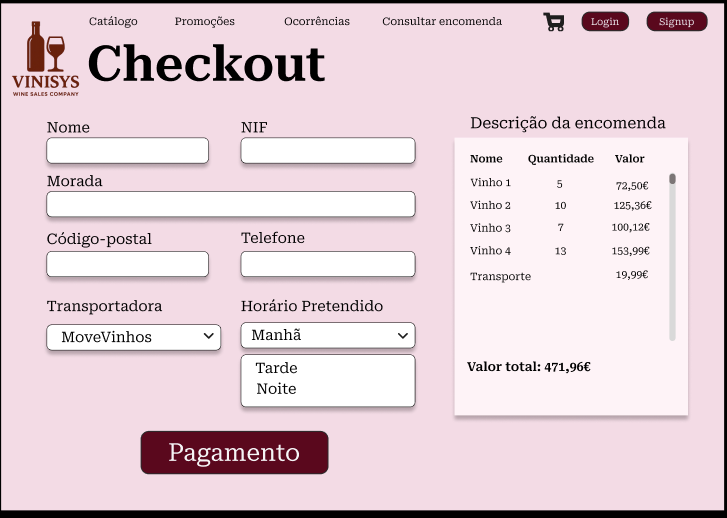 Catálogo Promoções Ocorrências Consultar encomenda Login Signup
VINISYS
WINE SALES COMPANY
Checkout
Nome NIF
Morada
Código-postal Telefone
Transportadora Horário Pretendido
MoveVinhos Manhã
Tarde
Noite
Pagamento
Descrição da encomenda
Nome Quantidade Valor
Vinho 1 5 72,50€
Vinho 2 10 125,36€
Vinho 3 7 100,12€
Vinho 4 13 153,99€
Transporte 19,99€
Valor total: 471,96€